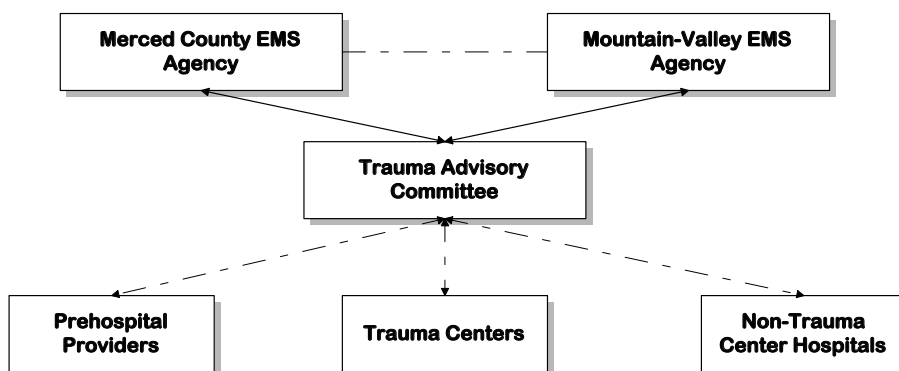 Merced County EMS
Agency
Mountain-Valley EMS
Agency
Trauma Advisory
Committee
Prehospital
Providers
Trauma Centers
Non-Trauma
Center Hospitals